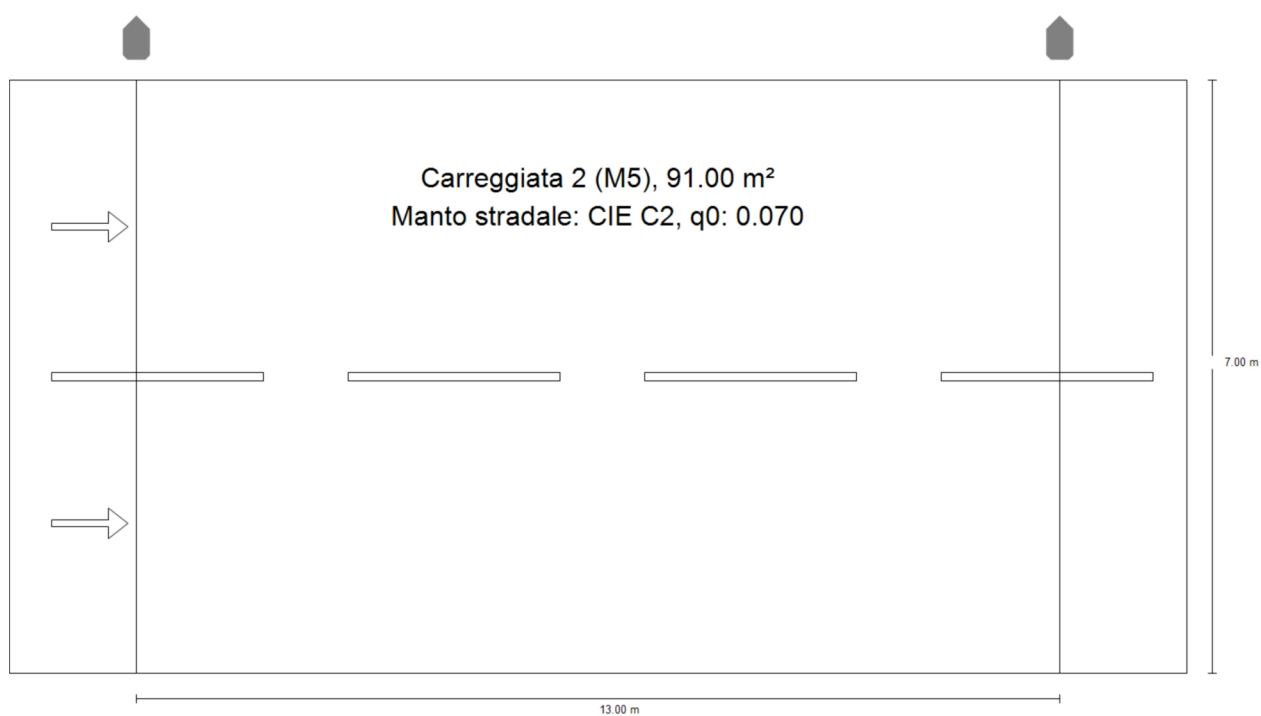 Carreggiata 2 (M5), 91.00 m²
Manto stradale: CIE C2, q0: 0.070
7.00 m
13.00 m